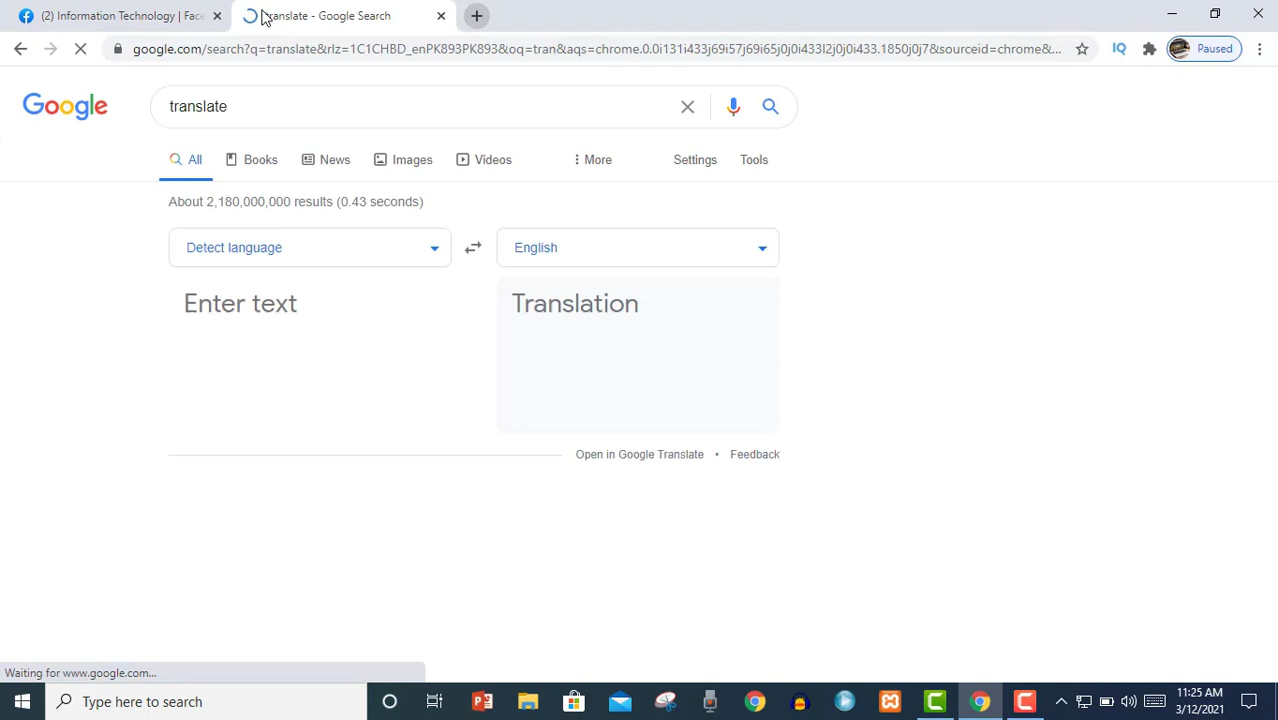 (2) Information Technology | Face
translate - Google Search
google.com/search?q=translate&rlz=1C1CHBD_enPK893PK893&oq=tran&aqs=chrome.0.0i131i433j69i57j69i65j0j0i433l2j0j0i433.1850j0j7&sourceid=chrome&...
IQ
Paused
Google
translate
All Books News Images Videos More Settings Tools
About 2,180,000,000 results (0.43 seconds)
Detect language English
Enter text Translation
Open in Google Translate • Feedback
Waiting for www.google.com...
Type here to search
11:25 AM
3/12/2021